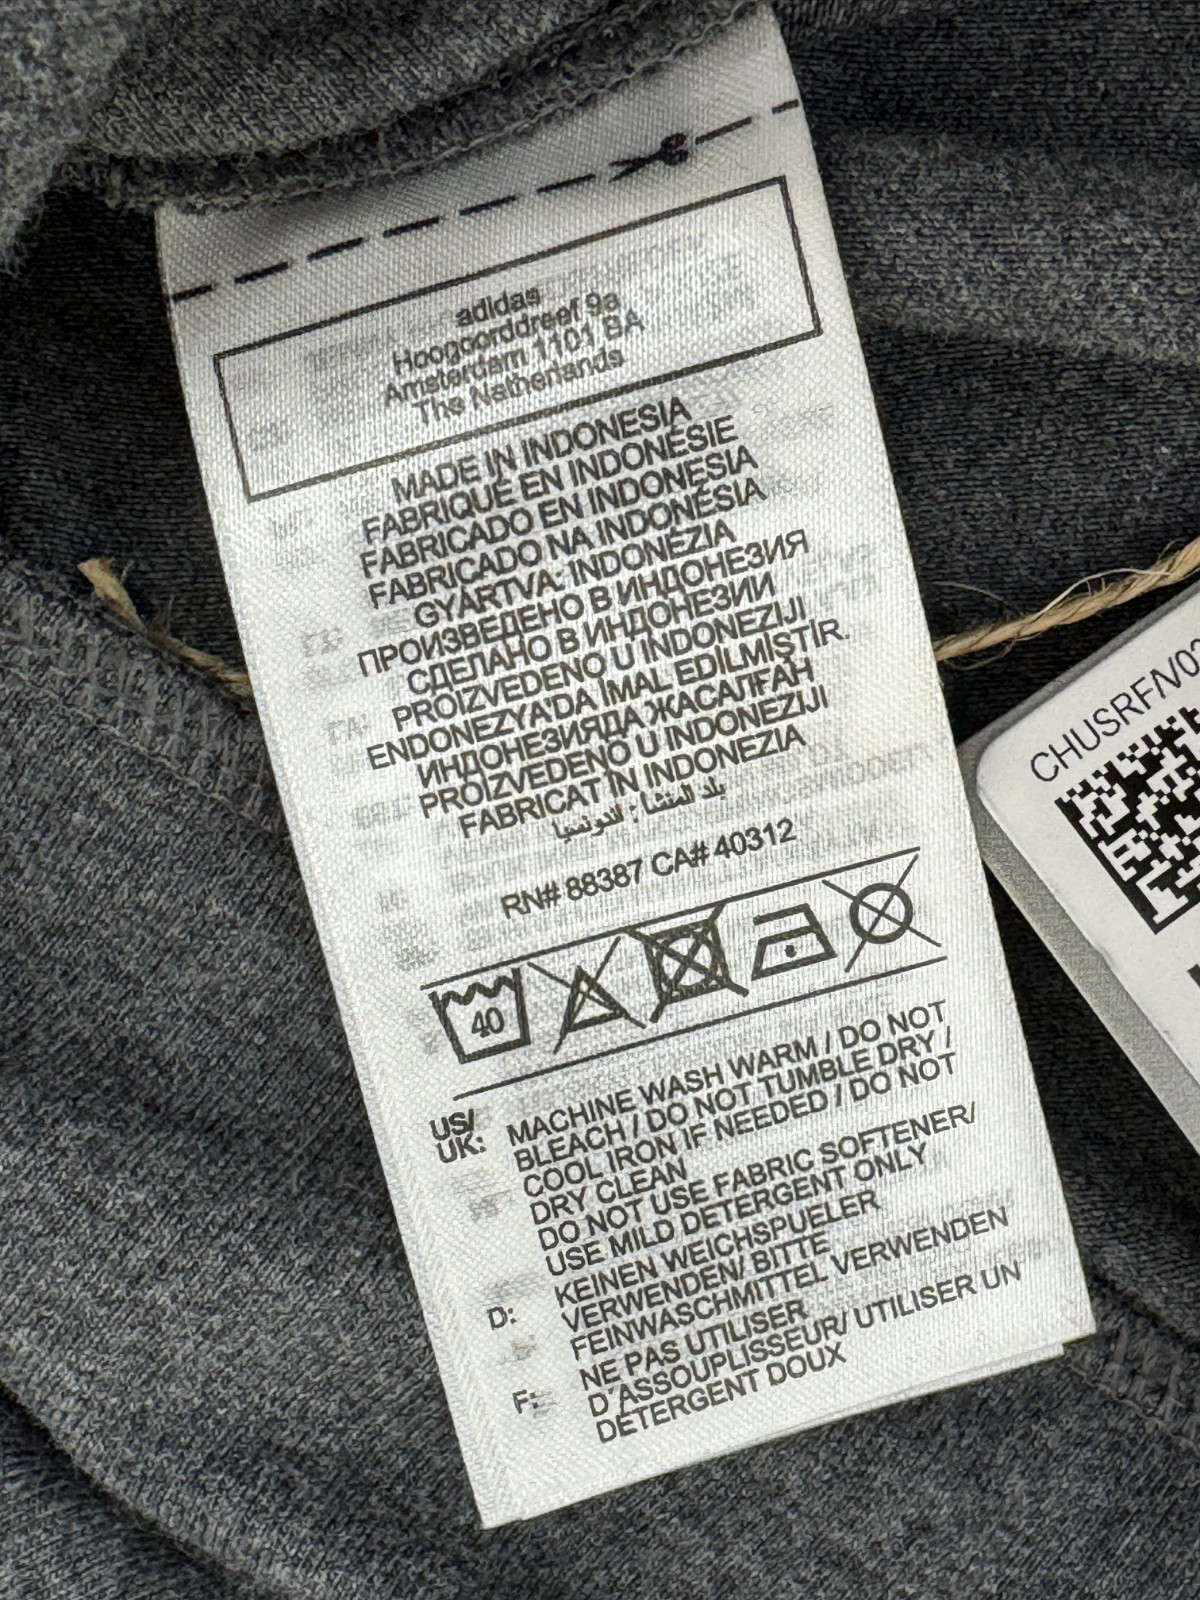 adidas
Hoogoorddreef 9a
Amsterdam 1101 BA
The Netherlands
MADE IN INDONESIA
FABRIQUÉ EN INDONÉSIE
FABRICADO EN INDONESIA
FABRICADO NA INDONÉSIA
GYÁRTVA: INDONÉZIA
ПРОИЗВЕДЕНО В ИНДОНЕЗИЯ
СДЕЛАНО В ИНДОНЕЗИИ
PROIZVEDENO U INDONEZIJI
ENDONEZYA'DA İMAL EDİLMİŞTİR.
ИНДОНЕЗИЯДА ЖАСАЛҒАН
PROIZVEDENO U INDONEZIJI
FABRICAT ÎN INDONEZIA
بلد المنشأ : اندونسيا
RN# 88387 CA# 40312
40
US/
UK:
MACHINE WASH WARM / DO NOT
BLEACH / DO NOT TUMBLE DRY /
COOL IRON IF NEEDED / DO NOT
DRY CLEAN
DO NOT USE FABRIC SOFTENER/
USE MILD DETERGENT ONLY
D:
KEINEN WEICHSPUELER
VERWENDEN/ BITTE
FEINWASCHMITTEL VERWENDEN
F:
NE PAS UTILISER
D'ASSOUPLISSEUR/ UTILISER UN
DÉTERGENT DOUX